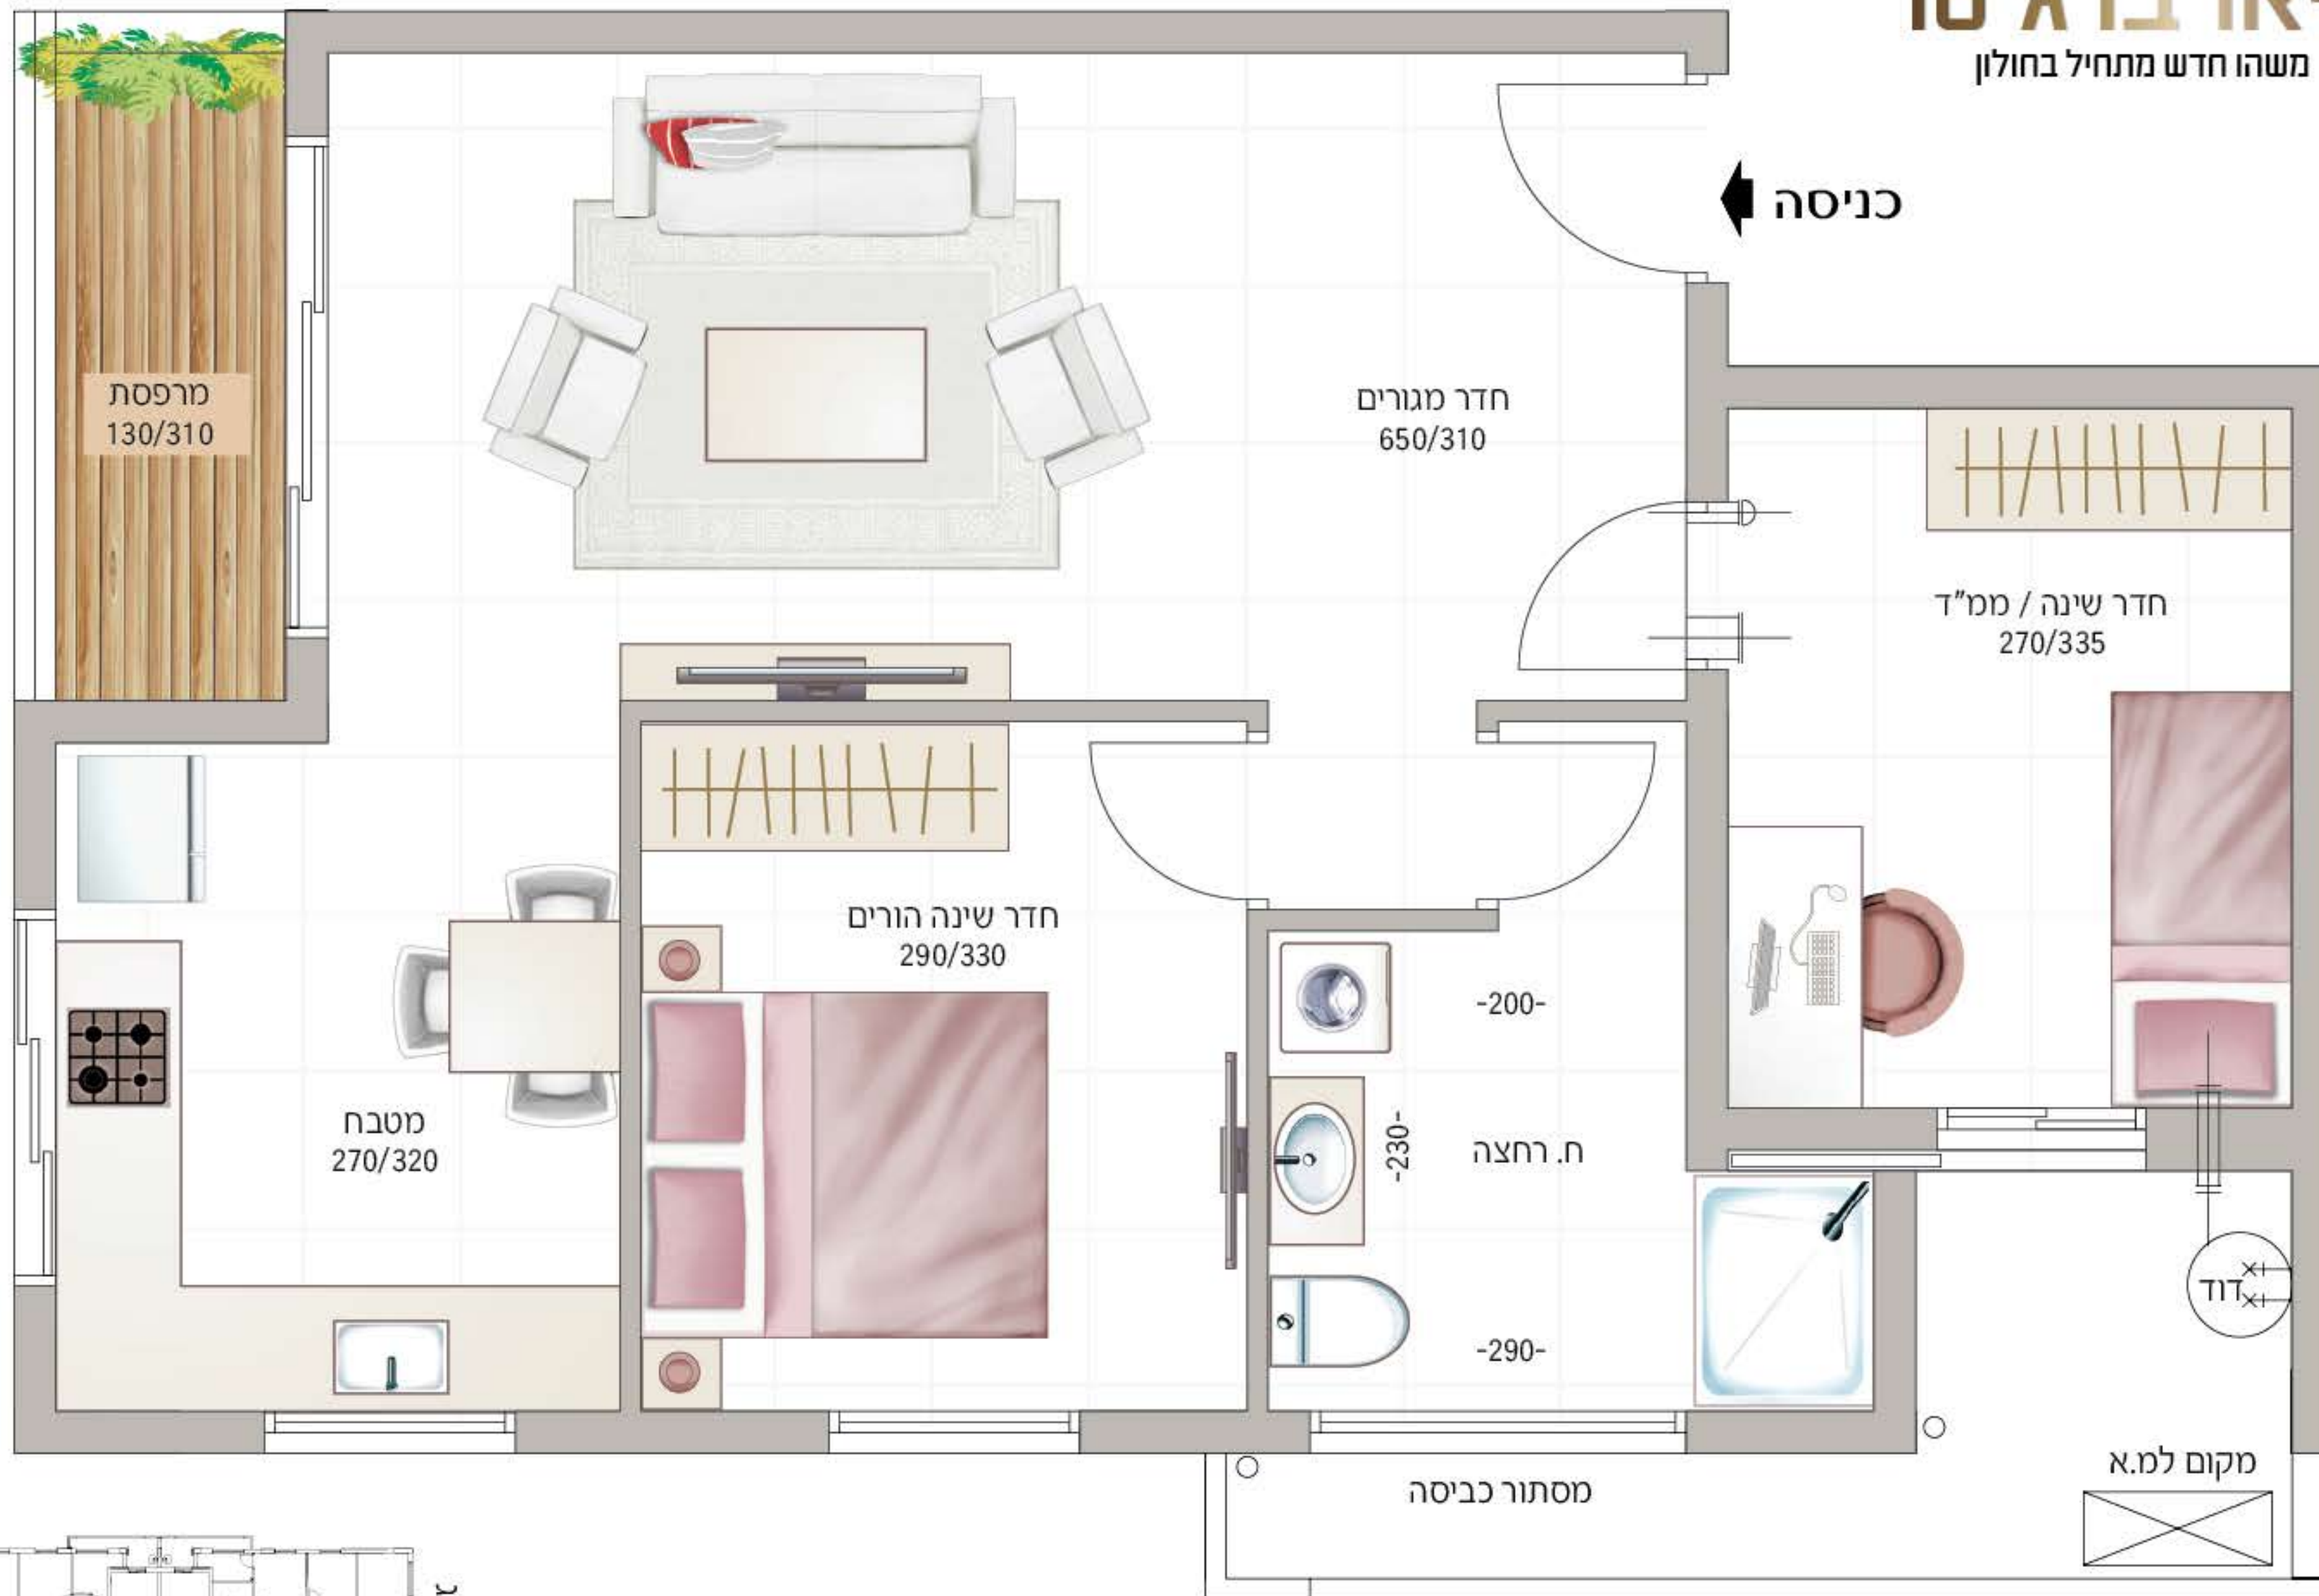 משהו חדש מתחיל בחולון
כניסה
מרפסת
130/310
חדר מגורים
650/310
חדר שינה / ממ"ד
270/335
חדר שינה הורים
290/330
-200-
מטבח
270/320
-230-
ח. רחצה
-290-
דוד
מקום למ.א
מסתור כביסה